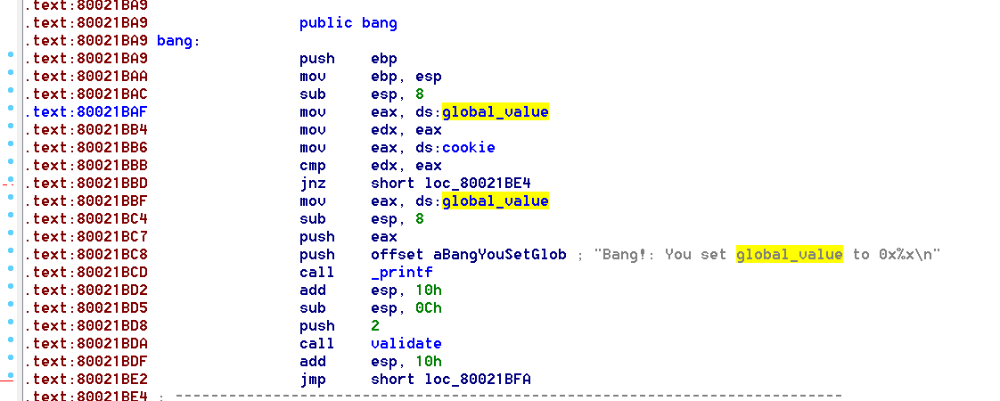 .text:80021BA9
.text:80021BA9 public bang
.text:80021BA9 bang:
.text:80021BA9 push ebp
.text:80021BAA mov ebp, esp
.text:80021BAC sub esp, 8
.text:80021BAF mov eax, ds:global_value
.text:80021BB4 mov edx, eax
.text:80021BB6 mov eax, ds:cookie
.text:80021BBB cmp edx, eax
.text:80021BBD jnz short loc_80021BE4
.text:80021BBF mov eax, ds:global_value
.text:80021BC4 sub esp, 8
.text:80021BC7 push eax
.text:80021BC8 push offset aBangYouSetGlob ; "Bang!: You set global_value to 0x%x\n"
.text:80021BCD call _printf
.text:80021BD2 add esp, 10h
.text:80021BD5 sub esp, 0Ch
.text:80021BD8 push 2
.text:80021BDA call validate
.text:80021BDF add esp, 10h
.text:80021BE2 jmp short loc_80021BFA
.text:80021BE4 ; ---------------------------------------------------------------------------